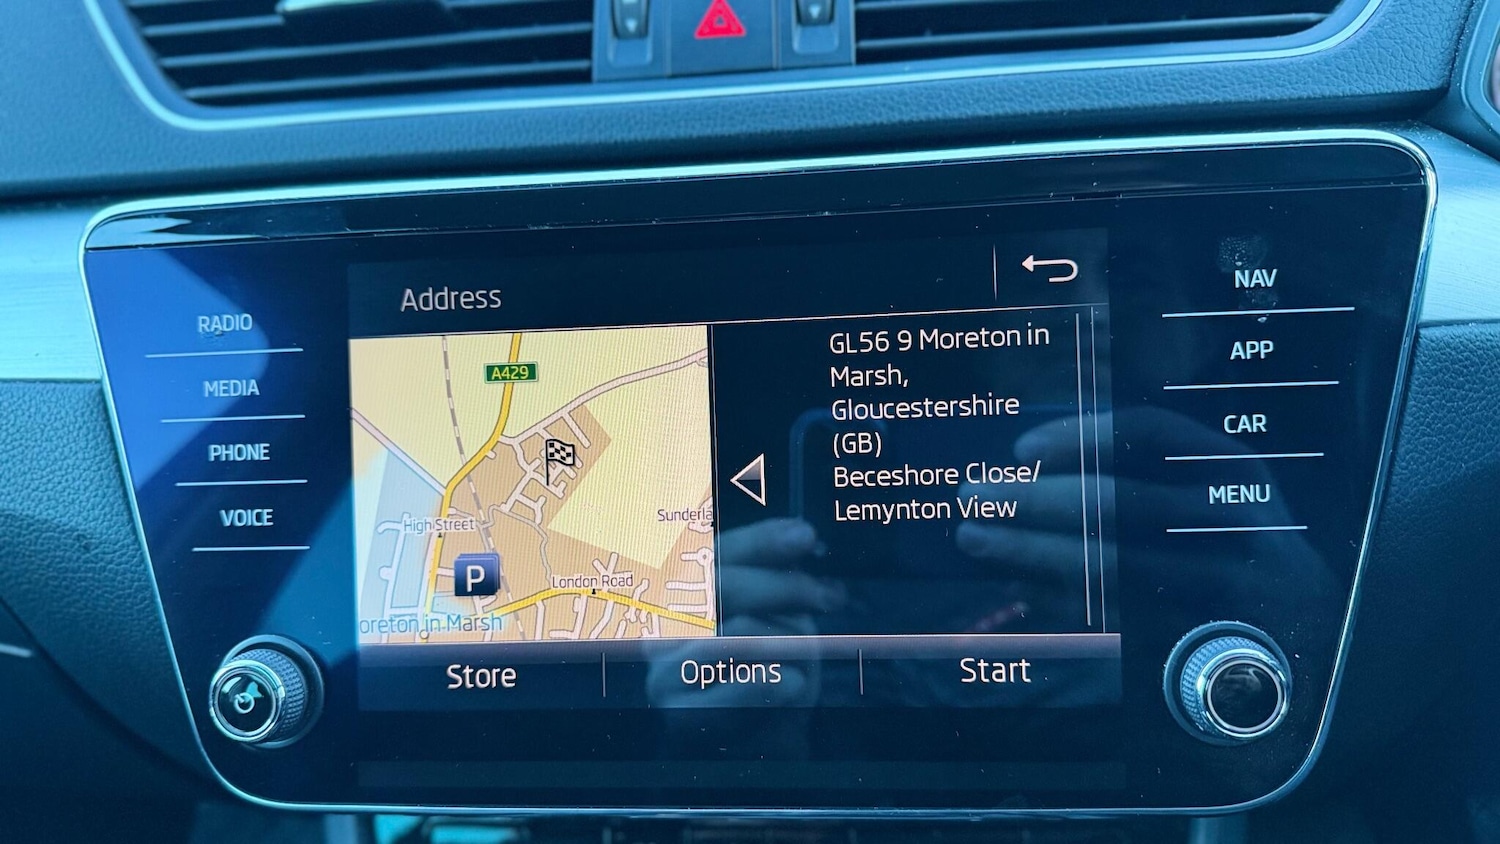 Address
RADIO
MEDIA
PHONE
VOICE
A429
High Street
Sunderla
P
London Road
oreton in Marsh
GL56 9 Moreton in
Marsh,
Gloucestershire
(GB)
Beceshore Close/
Lemynton View
Store
Options
Start
NAV
APP
CAR
MENU